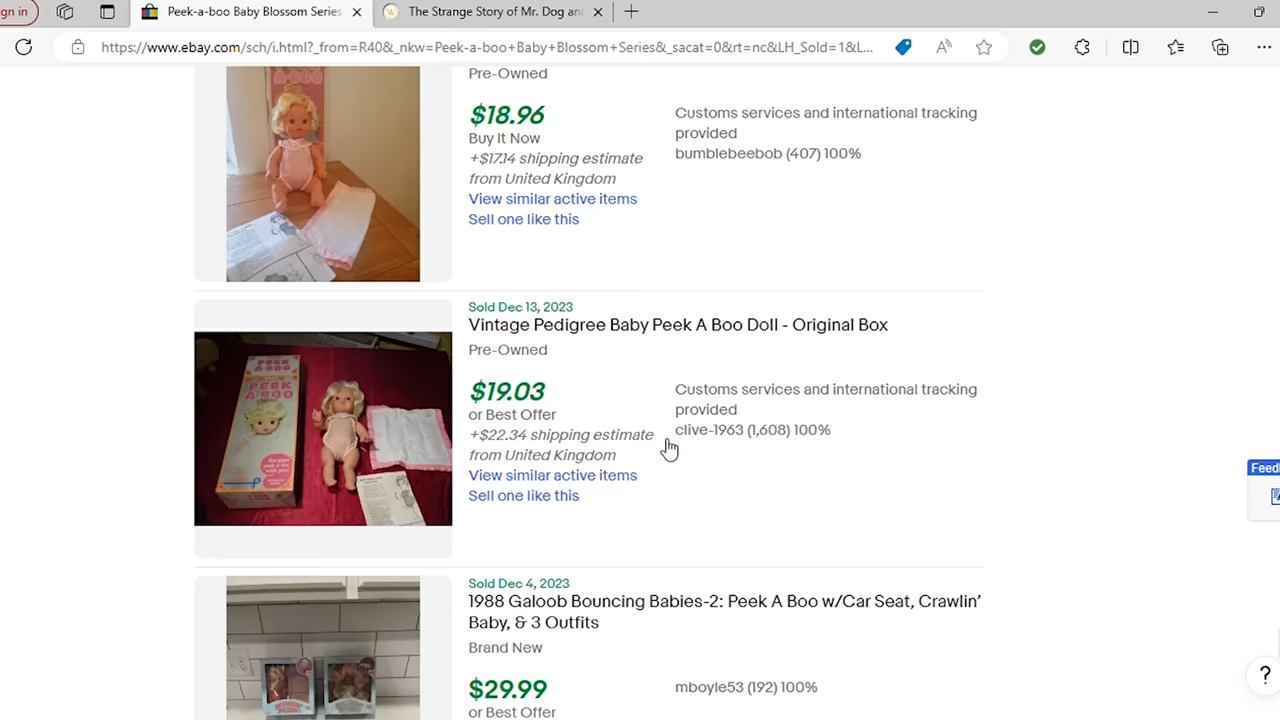 gn in
Peek-a-boo Baby Blossom Series
The Strange Story of Mr. Dog and
https://www.ebay.com/sch/i.html?_from=R40&_nkw=Peek-a-boo+Baby+Blossom+Series&_sacat=0&rt=nc&LH_Sold=1&L...
Pre-Owned
$18.96
Buy It Now
+$17.14 shipping estimate
from United Kingdom
View similar active items
Sell one like this
Customs services and international tracking
provided
bumblebeebob (407) 100%
Sold Dec 13, 2023
Vintage Pedigree Baby Peek A Boo Doll - Original Box
Pre-Owned
$19.03
or Best Offer
+$22.34 shipping estimate
from United Kingdom
View similar active items
Sell one like this
Customs services and international tracking
provided
clive-1963 (1,608) 100%
PEEK
A-BOO
PEEK
A-BOO
Feed
Sold Dec 4, 2023
1988 Galoob Bouncing Babies-2: Peek A Boo w/Car Seat, Crawlin'
Baby, & 3 Outfits
Brand New
$29.99
or Best Offer
mboyle53 (192) 100%
?